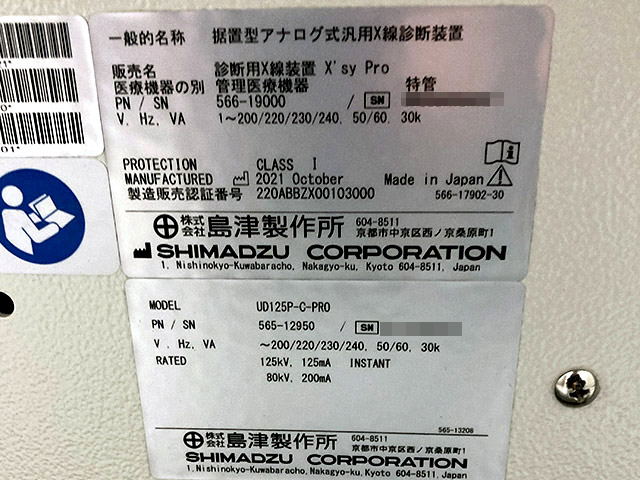 一般的名称 据置型アナログ式汎用X線診断装置
販売名 診断用X線装置 X'sy Pro
医療機器の別 管理医療機器 特管
PN / SN 566-19000 / SN
V, Hz, VA 1～200/220/230/240, 50/60, 30k
PROTECTION CLASS I
MANUFACTURED 2021 October Made in Japan
製造販売認証番号 220ABBZX00103000 566-17902-30
株式会社 島津製作所 604-8511
京都市中京区西ノ京桑原町1
SHIMADZU CORPORATION
1, Nishinokyo-Kuwabaracho, Nakagyo-ku, Kyoto 604-8511, Japan
MODEL UD125P-C-PRO
PN / SN 565-12950 / SN
V , Hz, VA ～200/220/230/240, 50/60, 30k
RATED 125kV, 125mA INSTANT
80kV, 200mA
565-13208
株式会社 島津製作所 604-8511
京都市中京区西ノ京桑原町1
SHIMADZU CORPORATION
1, Nishinokyo-Kuwabaracho, Nakagyo-ku, Kyoto 604-8511, Japan